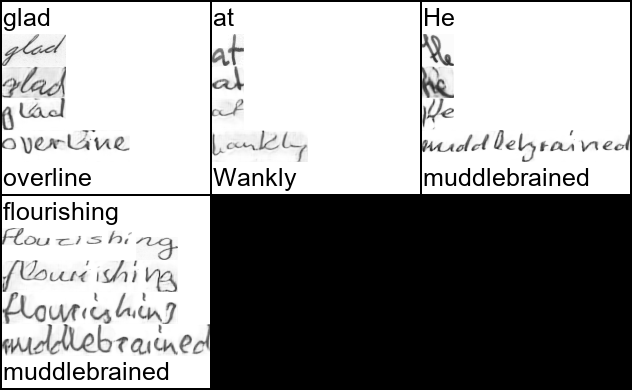 glad
glad
glad
glad
overline
overline
at
at
at
at
Wankly
Wankly
He
He
He
He
muddlebrained
muddlebrained
flourishing
flourishing
flourishing
flourishing
muddlebrained
muddlebrained